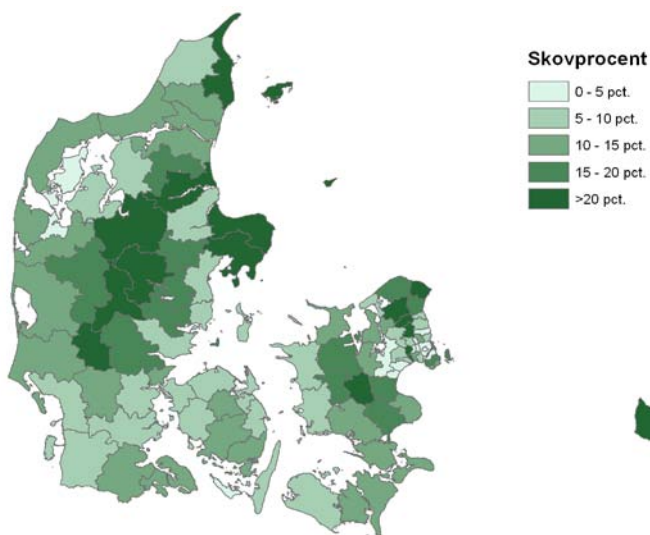 Skovprocent
0 - 5 pct.
5 - 10 pct.
10 - 15 pct.
15 - 20 pct.
>20 pct.